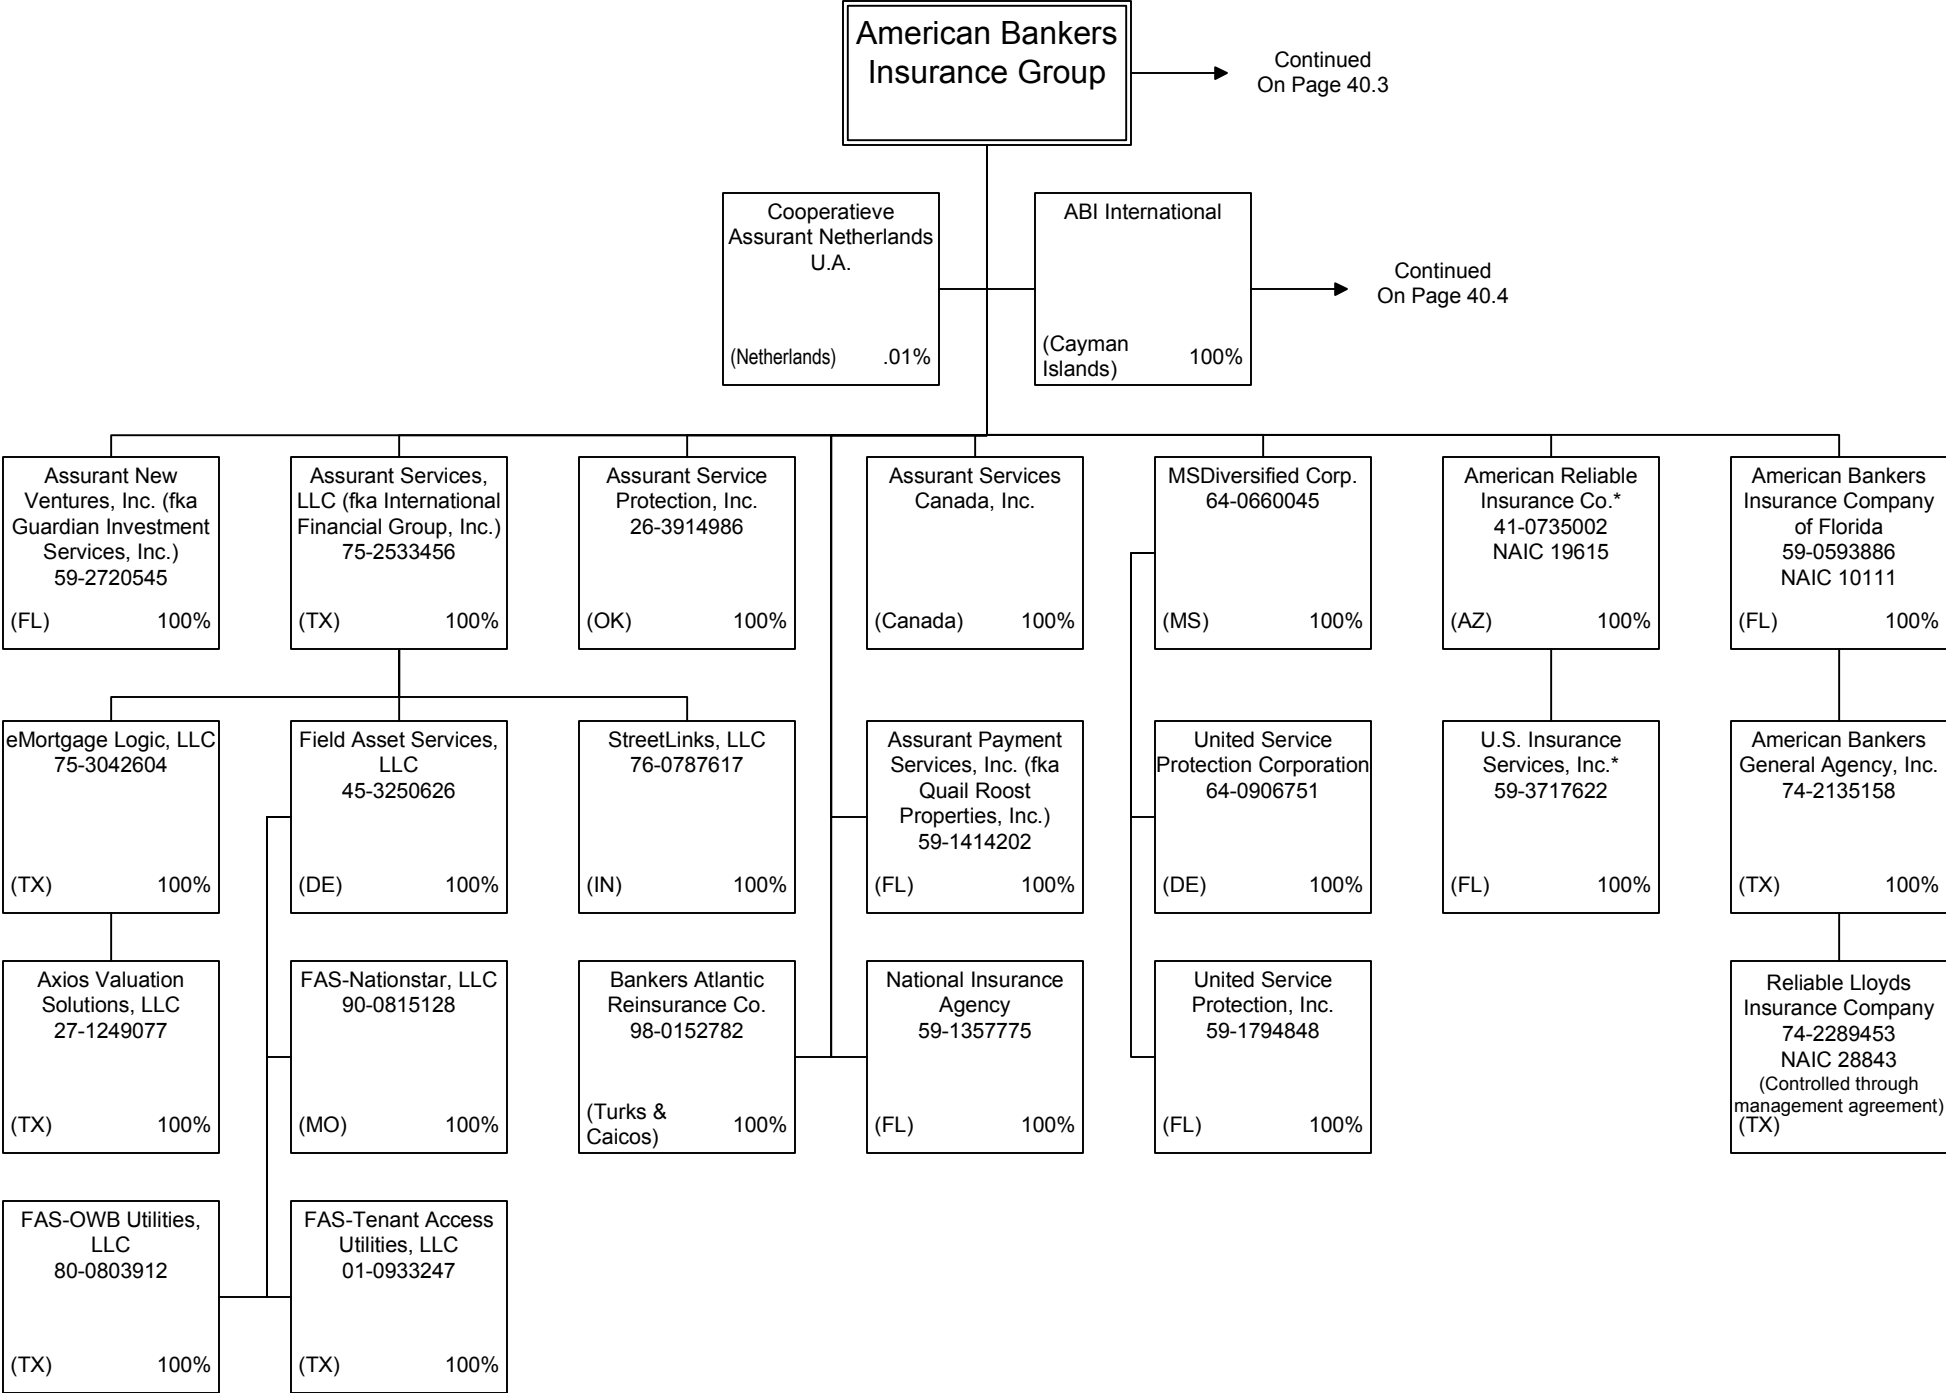 American Bankers
Insurance Group
Continued
On Page 40.3
Cooperatieve
Assurant Netherlands
U.A.
(Netherlands) .01%
ABI International
(Cayman
Islands) 100%
Continued
On Page 40.4
Assurant New
Ventures, Inc. (fka
Guardian Investment
Services, Inc.)
59-2720545
(FL) 100%
Assurant Services,
LLC (fka International
Financial Group, Inc.)
75-2533456
(TX) 100%
Assurant Service
Protection, Inc.
26-3914986
(OK) 100%
Assurant Services
Canada, Inc.
(Canada) 100%
MSDiversified Corp.
64-0660045
(MS) 100%
American Reliable
Insurance Co.*
41-0735002
NAIC 19615
(AZ) 100%
American Bankers
Insurance Company
of Florida
59-0593886
NAIC 10111
(FL) 100%
eMortgage Logic, LLC
75-3042604
(TX) 100%
Field Asset Services,
LLC
45-3250626
(DE) 100%
StreetLinks, LLC
76-0787617
(IN) 100%
Assurant Payment
Services, Inc. (fka
Quail Roost
Properties, Inc.)
59-1414202
(FL) 100%
United Service
Protection Corporation
64-0906751
(DE) 100%
U.S. Insurance
Services, Inc.*
59-3717622
(FL) 100%
American Bankers
General Agency, Inc.
74-2135158
(TX) 100%
Axios Valuation
Solutions, LLC
27-1249077
(TX) 100%
FAS-Nationstar, LLC
90-0815128
(MO) 100%
Bankers Atlantic
Reinsurance Co.
98-0152782
(Turks &
Caicos) 100%
National Insurance
Agency
59-1357775
(FL) 100%
United Service
Protection, Inc.
59-1794848
(FL) 100%
Reliable Lloyds
Insurance Company
74-2289453
NAIC 28843
(Controlled through
management agreement)
(TX)
FAS-OWB Utilities,
LLC
80-0803912
(TX) 100%
FAS-Tenant Access
Utilities, LLC
01-0933247
(TX) 100%